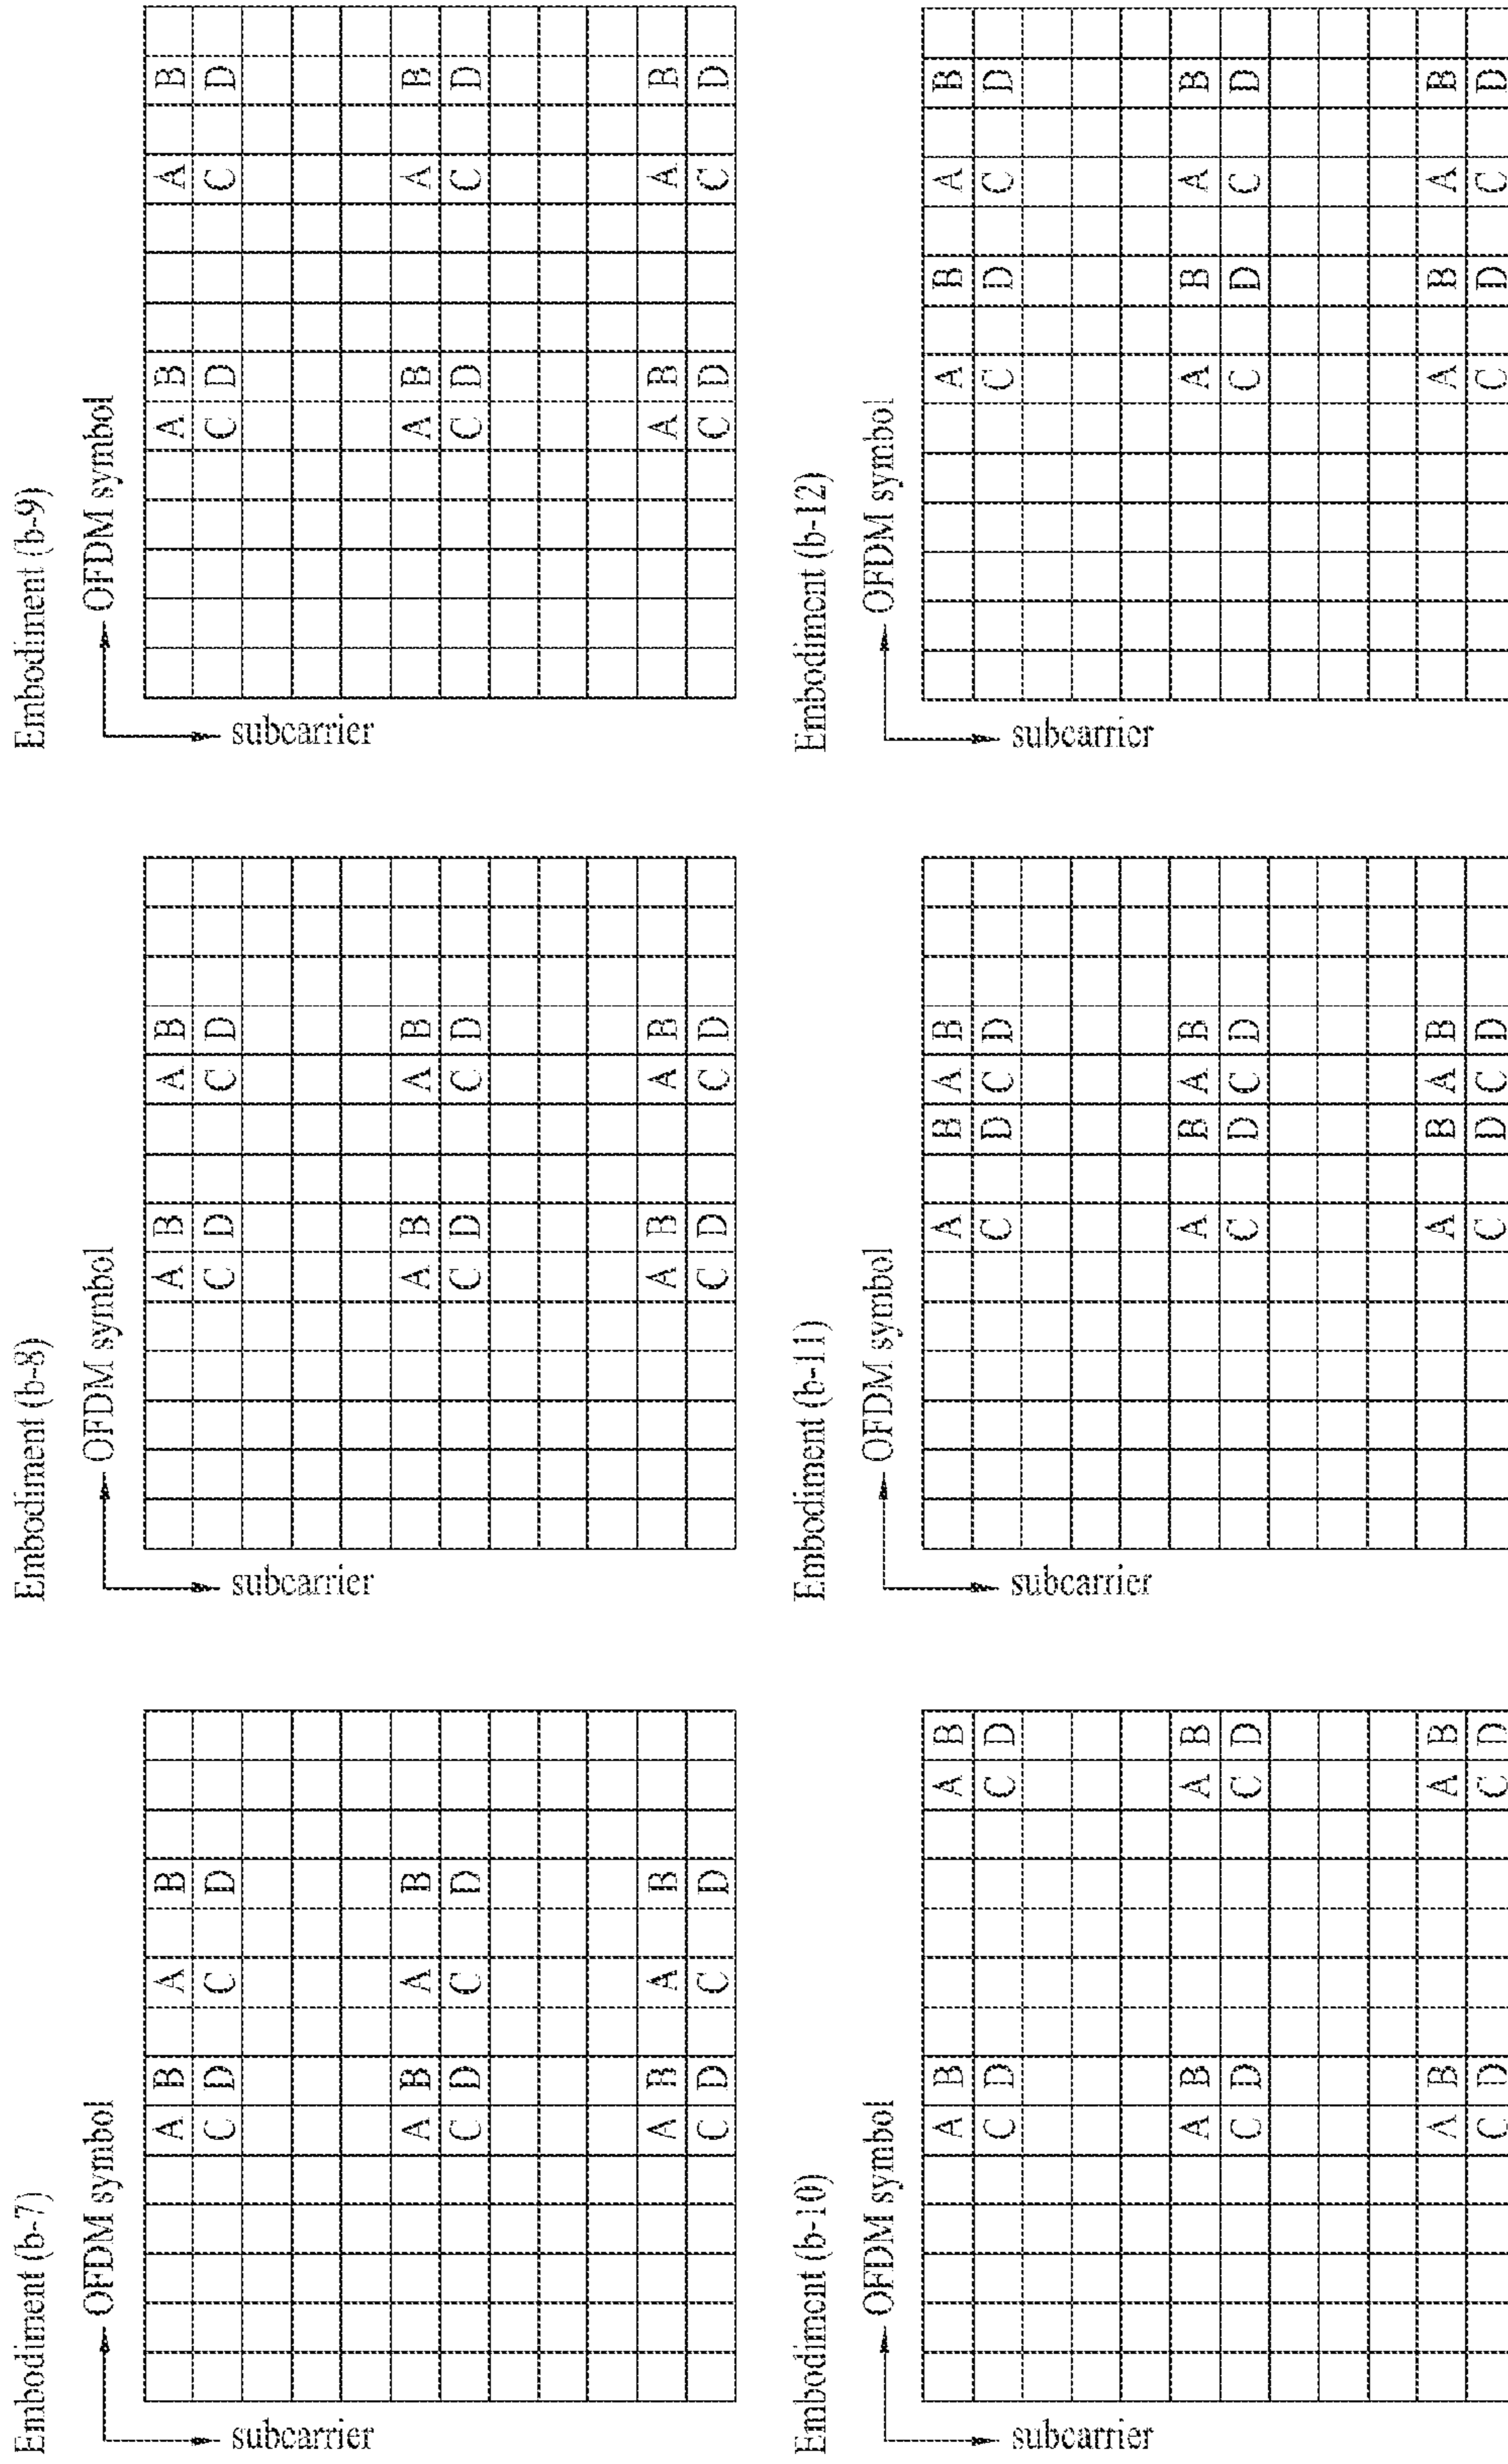 Embodiment (b-7)
OFDM symbol
subcarrier
A B A B
C D C D
A B A B
C D C D
A B A B
C D C D
Embodiment (b-8)
OFDM symbol
subcarrier
A B A B
C D C D
A B A B
C D C D
A B A B
C D C D
Embodiment (b-9)
OFDM symbol
subcarrier
A B A B
C D C D
A B A B
C D C D
A B A B
C D C D
Embodiment (b-10)
OFDM symbol
subcarrier
A B A B
C D C D
A B A B
C D C D
A B A B
C D C D
Embodiment (b-11)
OFDM symbol
subcarrier
A B A B
C D C D
A B A B
C D C D
A B A B
C D C D
Embodiment (b-12)
OFDM symbol
subcarrier
A B A B
C D C D
A B A B
C D C D
A B A B
C D C D